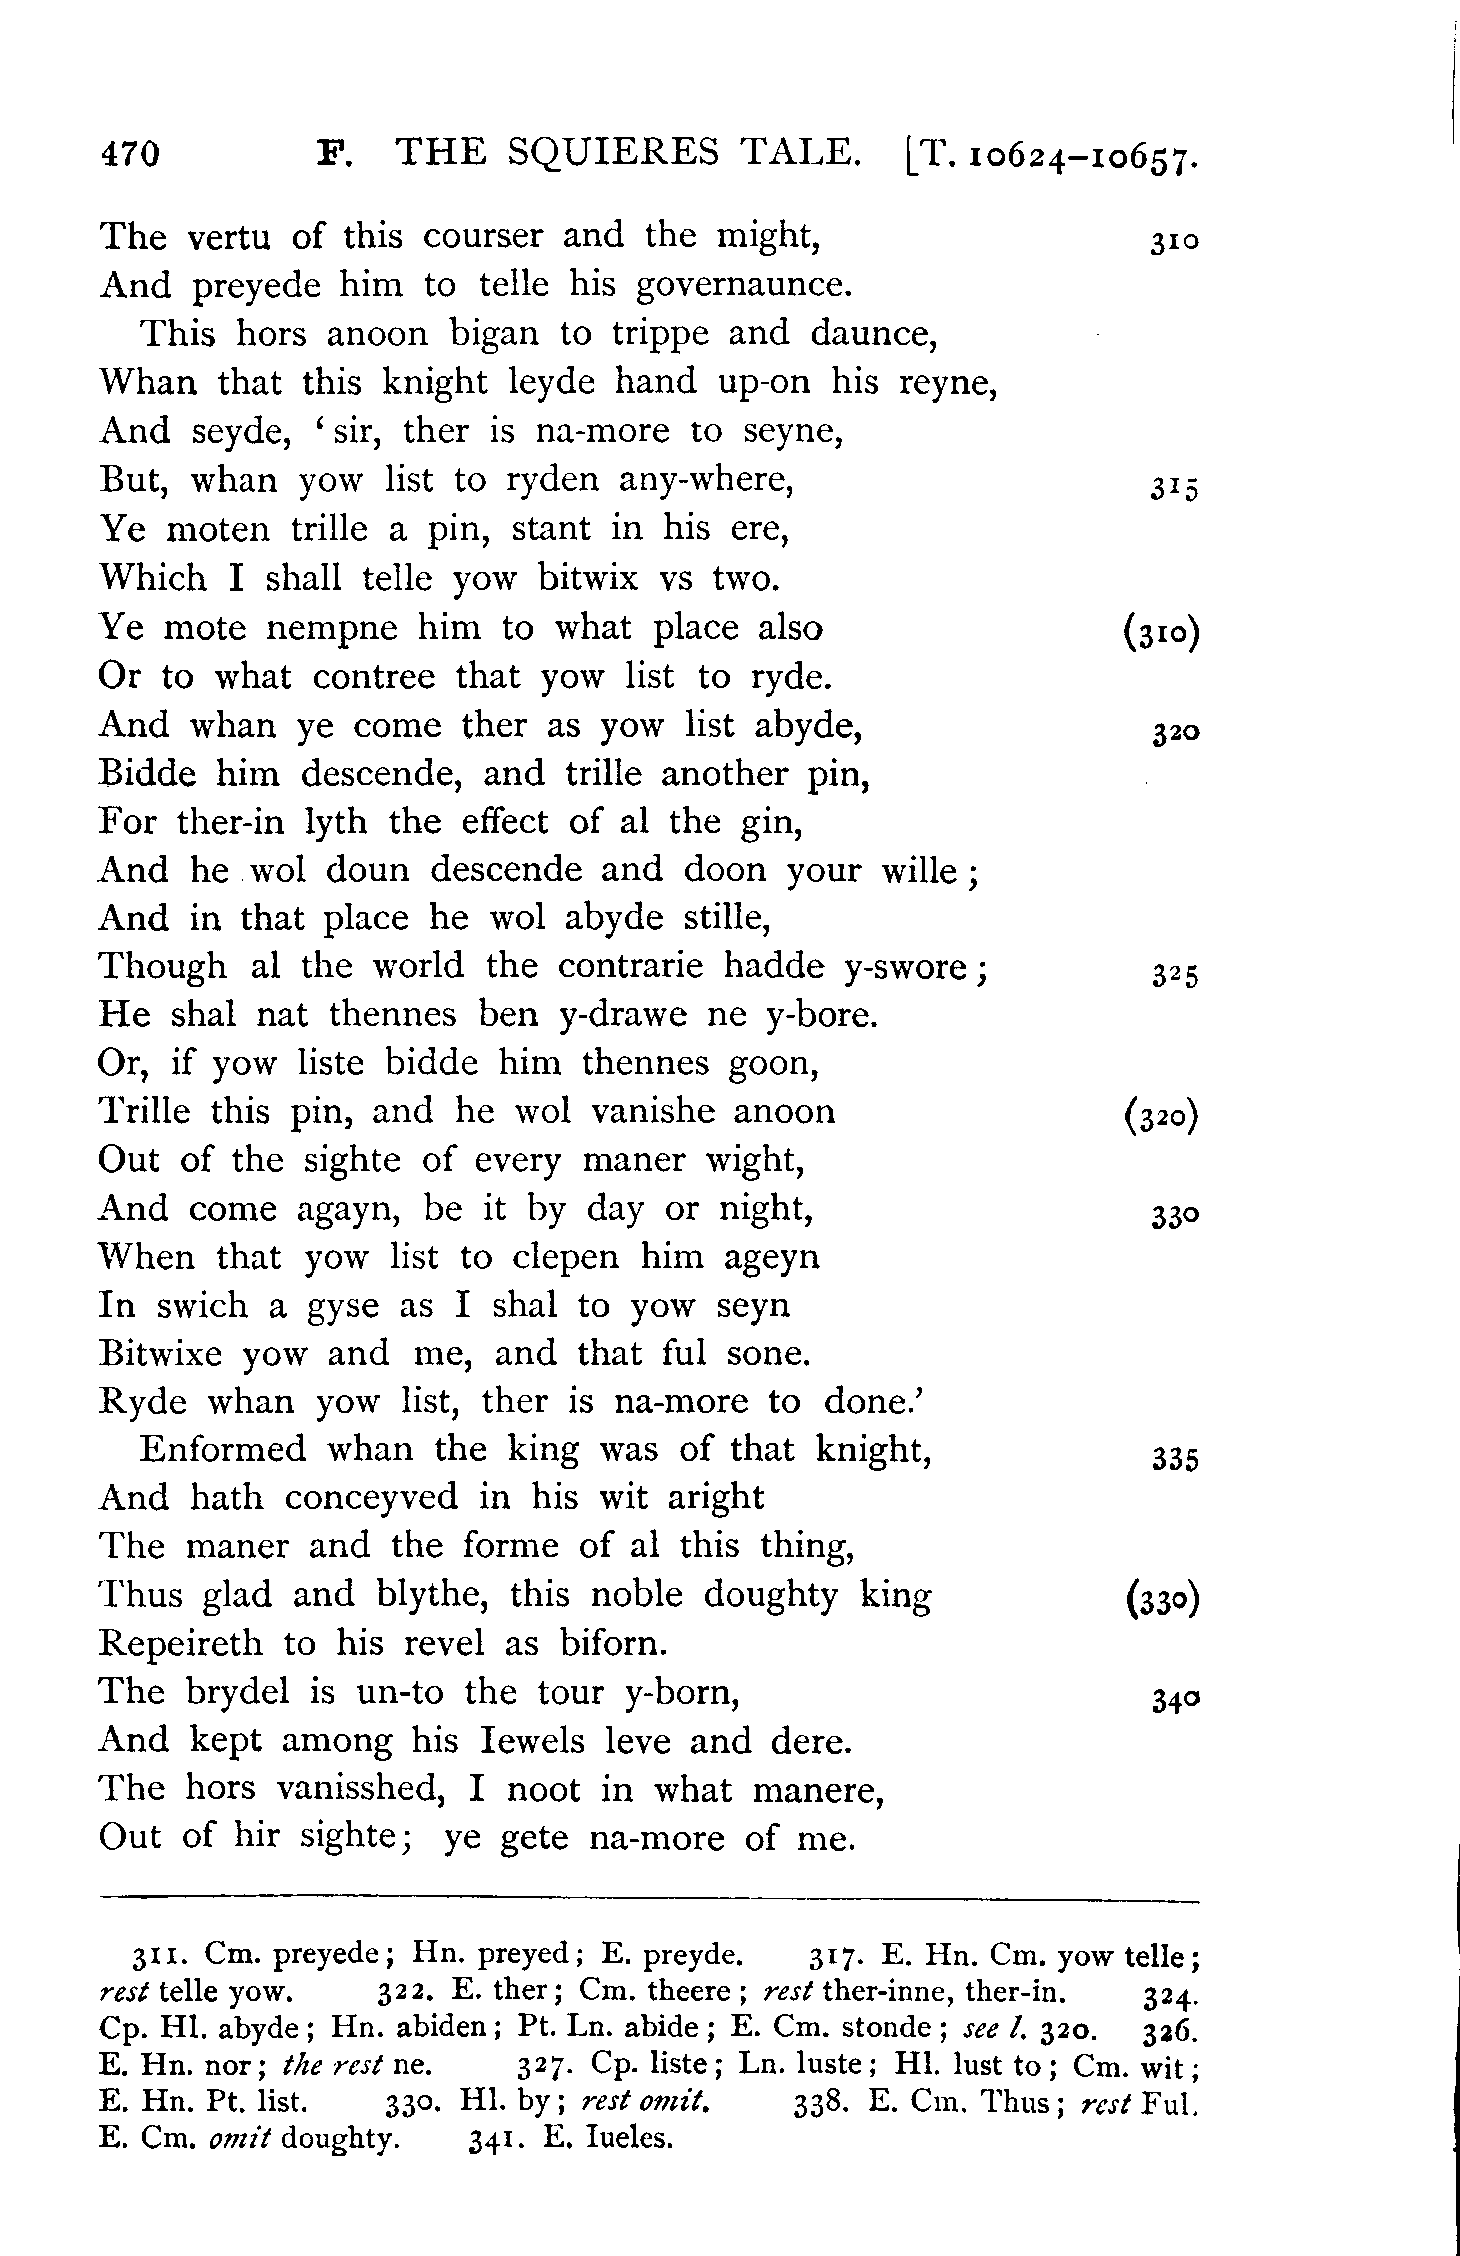 470 F. THE SQUIERES TALE. [T. 10624–10657.
The vertu of this courser and the might, 310
And preyede him to telle his governaunce.
This hors anoon bigan to trippe and daunce,
Whan that this knight leyde hand up-on his reyne,
And seyde, ‘sir, ther is na-more to seyne,
But, whan yow list to ryden any-where, 315
Ye moten trille a pin, stant in his ere,
Which I shall telle yow bitwix vs two.
Ye mote nempne him to what place also (310)
Or to what contree that yow list to ryde.
And whan ye come ther as yow list abyde, 320
Bidde him descende, and trille another pin,
For ther-in lyth the effect of al the gin,
And he wol doun descende and doon your wille ;
And in that place he wol abyde stille,
Though al the world the contrarie hadde y-swore ; 325
He shal nat thennes ben y-drawe ne y-bore.
Or, if yow liste bidde him thennes goon,
Trille this pin, and he wol vanishe anoon (320)
Out of the sighte of every maner wight,
And come agayn, be it by day or night, 330
When that yow list to clepen him ageyn
In swich a gyse as I shal to yow seyn
Bitwixe yow and me, and that ful sone.
Ryde whan yow list, ther is na-more to done.’
Enformed whan the king was of that knight, 335
And hath conceyved in his wit aright
The maner and the forme of al this thing,
Thus glad and blythe, this noble doughty king (330)
Repeireth to his revel as biforn.
The brydel is un-to the tour y-born, 340
And kept among his Iewels leve and dere.
The hors vanisshed, I noot in what manere,
Out of hir sighte; ye gete na-more of me.
311. Cm. preyede; Hn. preyed; E. preyde. 317. E. Hn. Cm. yow telle;
rest telle yow. 322. E. ther; Cm. theere; rest ther-inne, ther-in. 324.
Cp. Hl. abyde; Hn. abiden; Pt. Ln. abide; E. Cm. stonde; see l. 320. 326.
E. Hn. nor; the rest ne. 327. Cp. liste; Ln. luste; Hl. lust to; Cm. wit;
E. Hn. Pt. list. 330. Hl. by; rest omit. 338. E. Cm. Thus; rest Ful.
E. Cm. omit doughty. 341. E. Iueles.